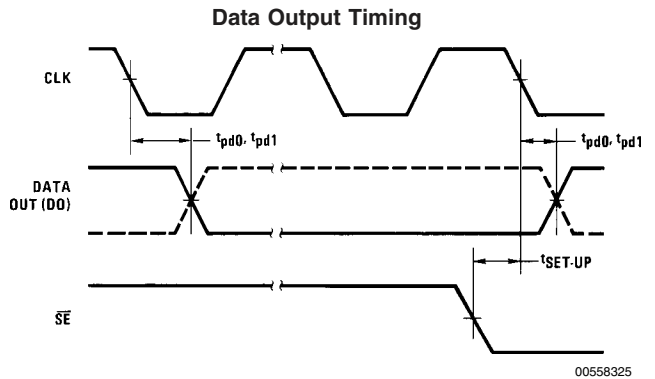 Data Output Timing
CLK
tpd0, tpd1
tpd0, tpd1
DATA
OUT (DO)
tSET-UP
SE
00558325